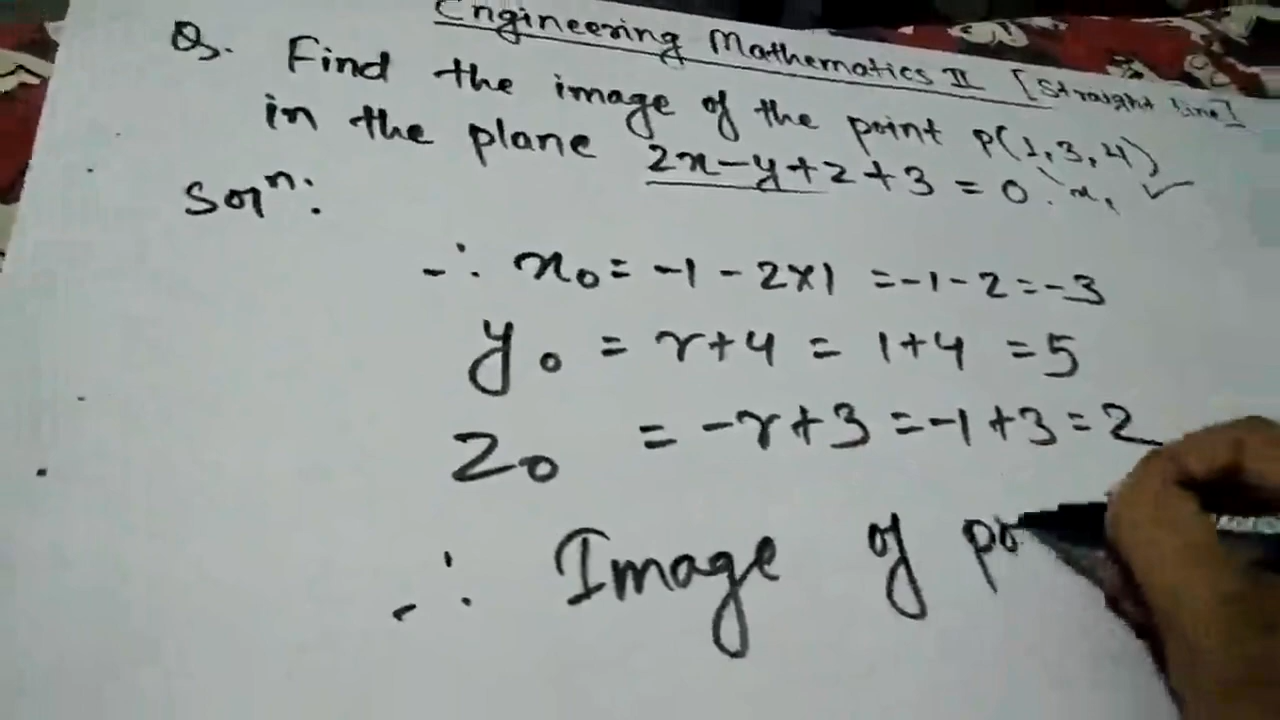 Engineering Mathematics II [Straight line]
Q. Find the image of the point P(1,3,4)
in the plane 2x-y+z+3=0.
Solⁿ:
∴ x₀ = -1 - 2×1 = -1-2 = -3
y₀ = r+4 = 1+4 = 5
z₀ = -r+3 = -1+3 = 2
∴ Image of po